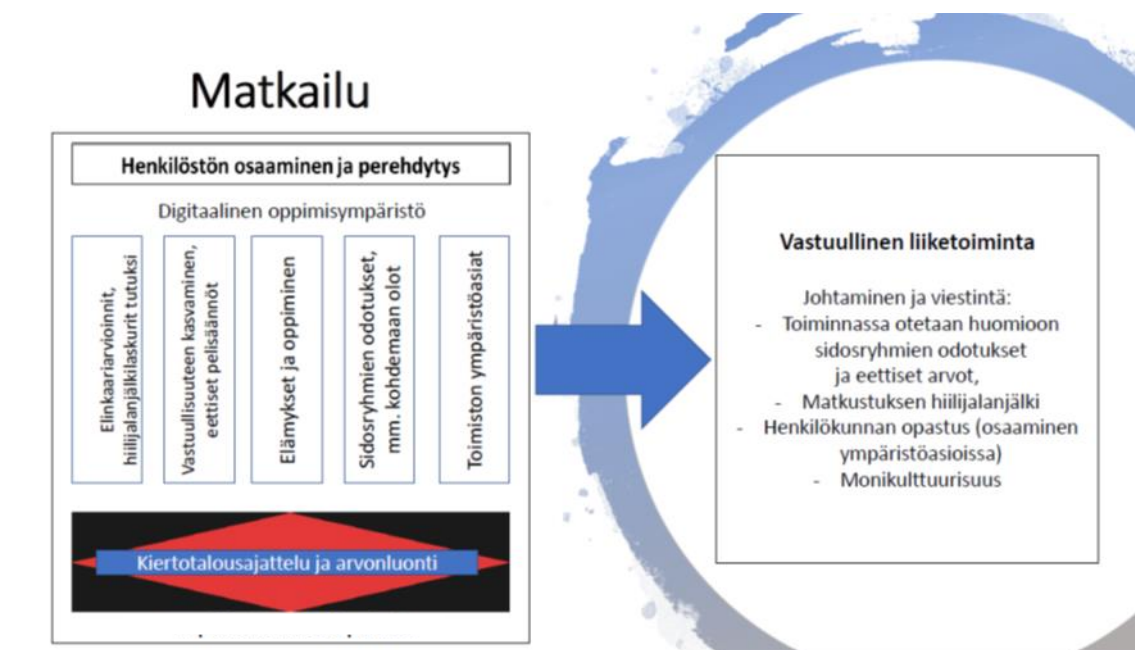 Matkailu
Henkilöstön osaaminen ja perehdytys
Digitaalinen oppimisympäristö
Elinkaariarvioinnit,
hiilijalanjälkilaskurit tutuksi
Vastuullisuuteen kasvaminen,
eettiset pelisäännöt
Elämykset ja oppiminen
Sidosryhmien odotukset,
mm. kohdemaan olot
Toimiston ympäristöasiat
Kiertotalousajattelu ja arvonluonti
Vastuullinen liiketoiminta
Johtaminen ja viestintä:
- Toiminnassa otetaan huomioon
sidosryhmien odotukset
ja eettiset arvot,
- Matkustuksen hiilijalanjälki
- Henkilökunnan opastus (osaaminen
ympäristöasioissa)
- Monikulttuurisuus